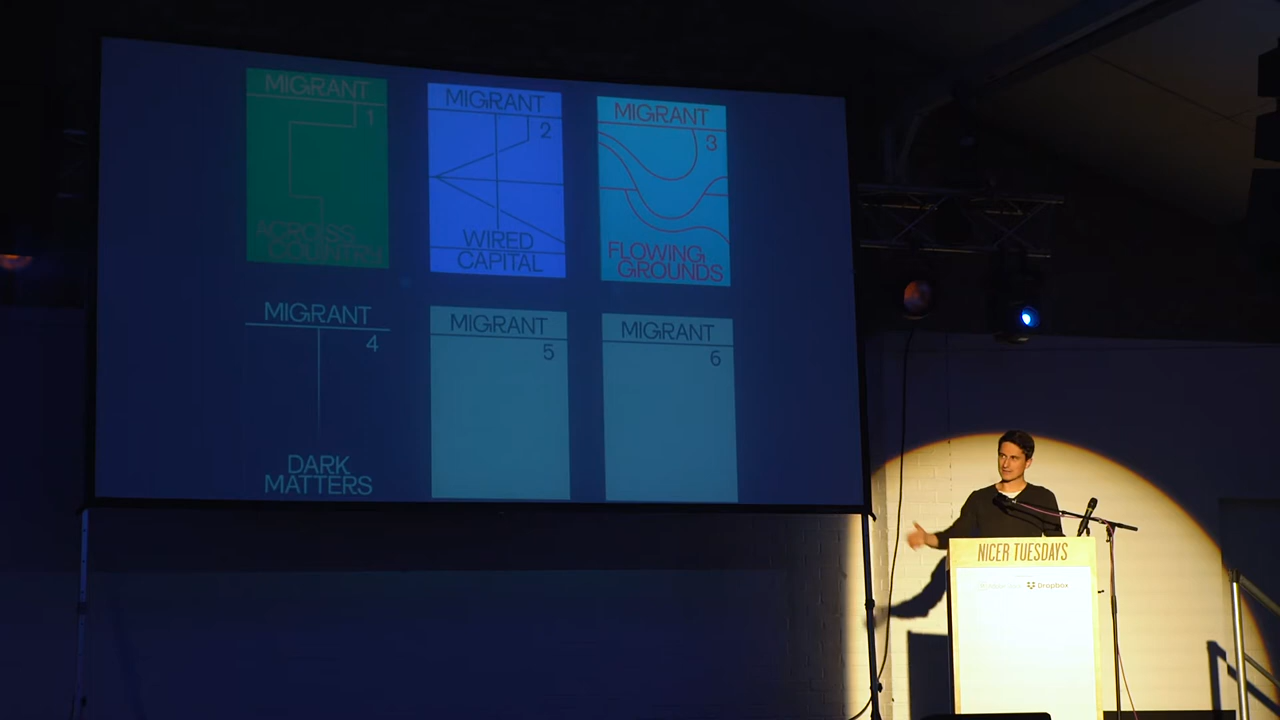 MIGRANT
1
ACROSS
COUNTRY
MIGRANT
2
WIRED
CAPITAL
MIGRANT
3
FLOWING
GROUNDS
MIGRANT
4
DARK
MATTERS
MIGRANT
5
MIGRANT
6
NICER TUESDAYS
Dropbox